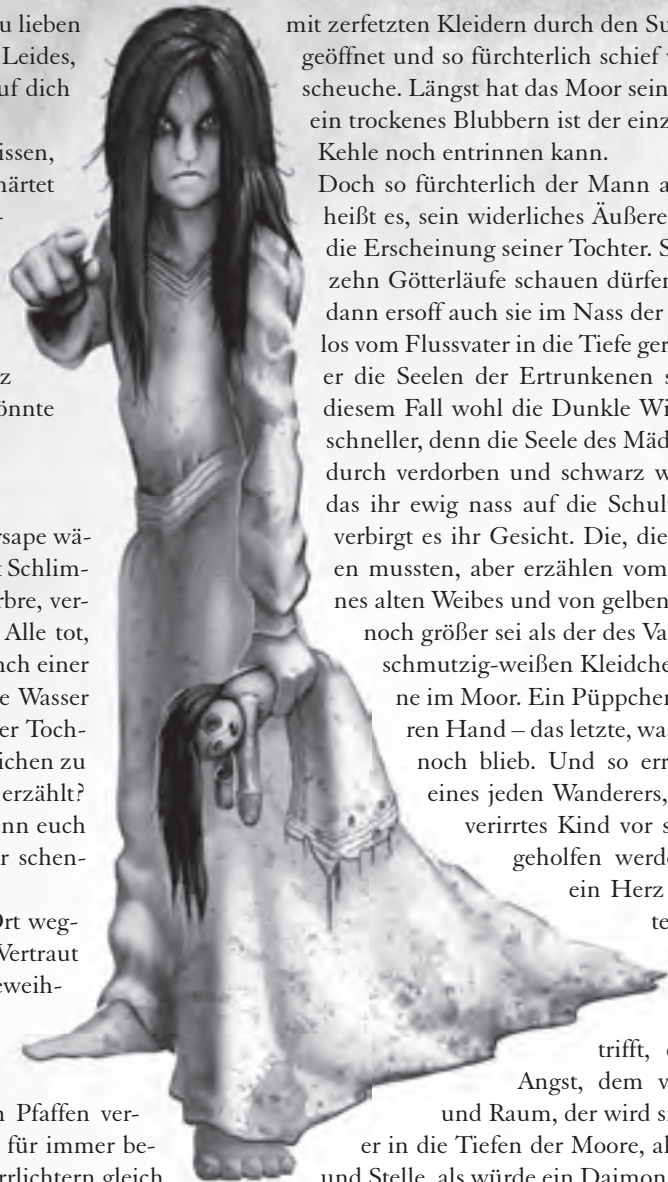 u lieben
Leides,
uf dich
issen,
härtet
-
z
önnte
rsape wä-
t Schlim-
rbre, ver-
Alle tot,
nch einer
e Wasser
er Toch-
ichen zu
erzählt?
nn euch
r schen-
Ort weg-
Vertraut
eweih-
n Pfaffen ver-
für immer be-
rrlichtern gleich
mit zerfetzten Kleidern durch den Su
geöffnet und so fürchterlich schief
scheuche. Längst hat das Moor sein
ein trockenes Blubbern ist der einz
Kehle noch entrinnen kann.
Doch so fürchterlich der Mann a
heißt es, sein widerliches Äußere
die Erscheinung seiner Tochter. S
zehn Götterläufe schauen dürfen
dann ersoff auch sie im Nass der
los vom Flussvater in die Tiefe ger
er die Seelen der Ertrunkenen s
diesem Fall wohl die Dunkle Wi
schneller, denn die Seele des Mäd
durch verdorben und schwarz w
das ihr ewig nass auf die Schul
verbirgt es ihr Gesicht. Die, die
en mussten, aber erzählen vom
nes alten Weibes und von gelben
noch größer sei als der des Va
schmutzig-weißen Kleidche
ne im Moor. Ein Püppchen
ren Hand – das letzte, wa
noch blieb. Und so err
eines jeden Wanderers,
verirrtes Kind vor s
geholfen werd
ein Herz
te
trifft,
Angst, dem v
und Raum, der wird si
er in die Tiefen der Moore, al
und Stelle, als würde ein Daimon